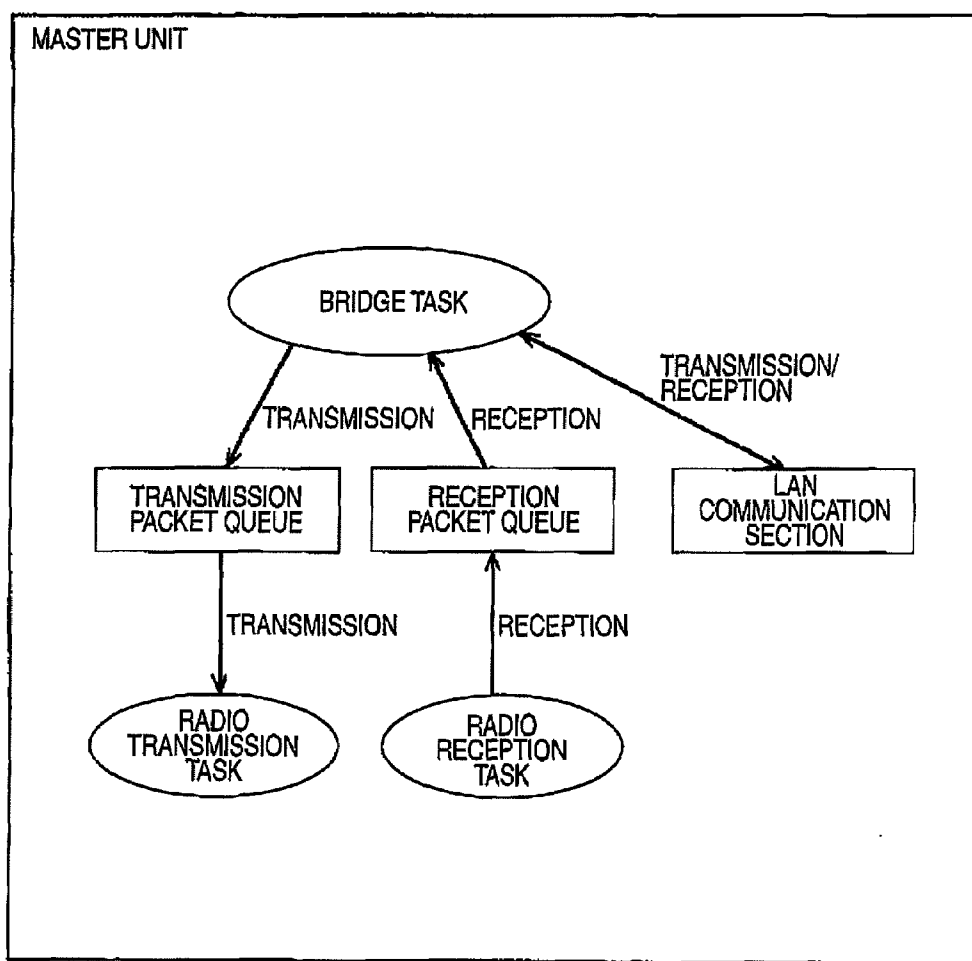 MASTER UNIT
BRIDGE TASK
TRANSMISSION/
RECEPTION
TRANSMISSION
RECEPTION
TRANSMISSION
PACKET QUEUE
RECEPTION
PACKET QUEUE
LAN
COMMUNICATION
SECTION
TRANSMISSION
RECEPTION
RADIO
TRANSMISSION
TASK
RADIO
RECEPTION
TASK